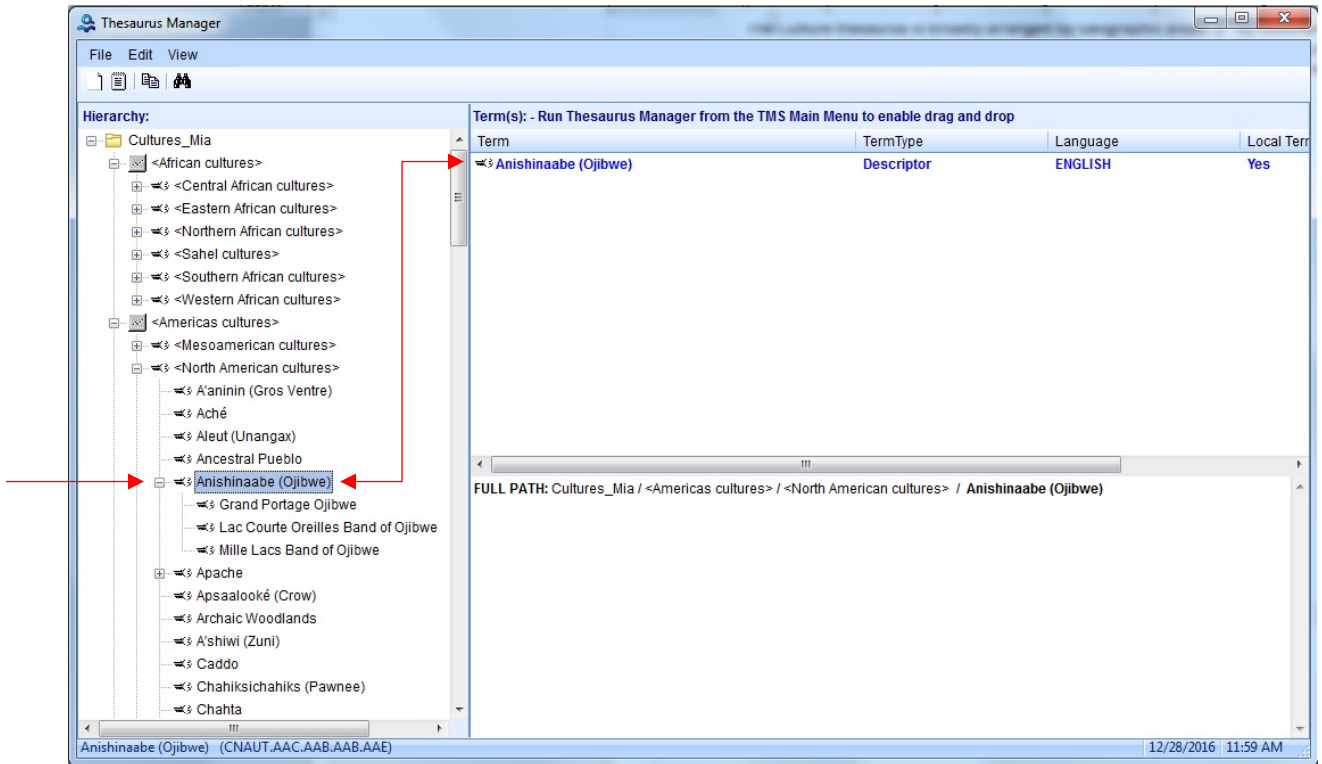 Thesaurus Manager
File Edit View
Hierarchy:
Cultures_Mia
<African cultures>
<Central African cultures>
<Eastern African cultures>
<Northern African cultures>
<Sahel cultures>
<Southern African cultures>
<Western African cultures>
<Americas cultures>
<Mesoamerican cultures>
<North American cultures>
A'aninin (Gros Ventre)
Aché
Aleut (Unangax)
Ancestral Pueblo
Anishinaabe (Ojibwe)
Grand Portage Ojibwe
Lac Courte Oreilles Band of Ojibwe
Mille Lacs Band of Ojibwe
Apache
Apsaalooké (Crow)
Archaic Woodlands
A'shiwi (Zuni)
Caddo
Chahiksichahiks (Pawnee)
Chahta
Term(s): - Run Thesaurus Manager from the TMS Main Menu to enable drag and drop
Term TermType Language Local Terr
Anishinaabe (Ojibwe) Descriptor ENGLISH Yes
FULL PATH: Cultures_Mia / <Americas cultures> / <North American cultures> / Anishinaabe (Ojibwe)
Anishinaabe (Ojibwe) (CNAUT.AAC.AAB.AAB.AAE) 12/28/2016 11:59 AM